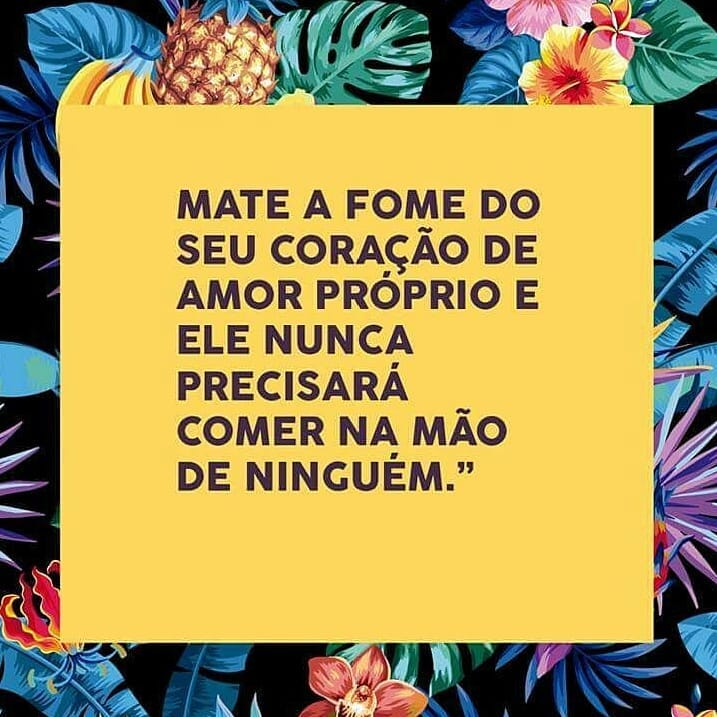 MATE A FOME DO
SEU CORAÇÃO DE
AMOR PRÓPRIO E
ELE NUNCA
PRECISARÁ
COMER NA MÃO
DE NINGUÉM.”